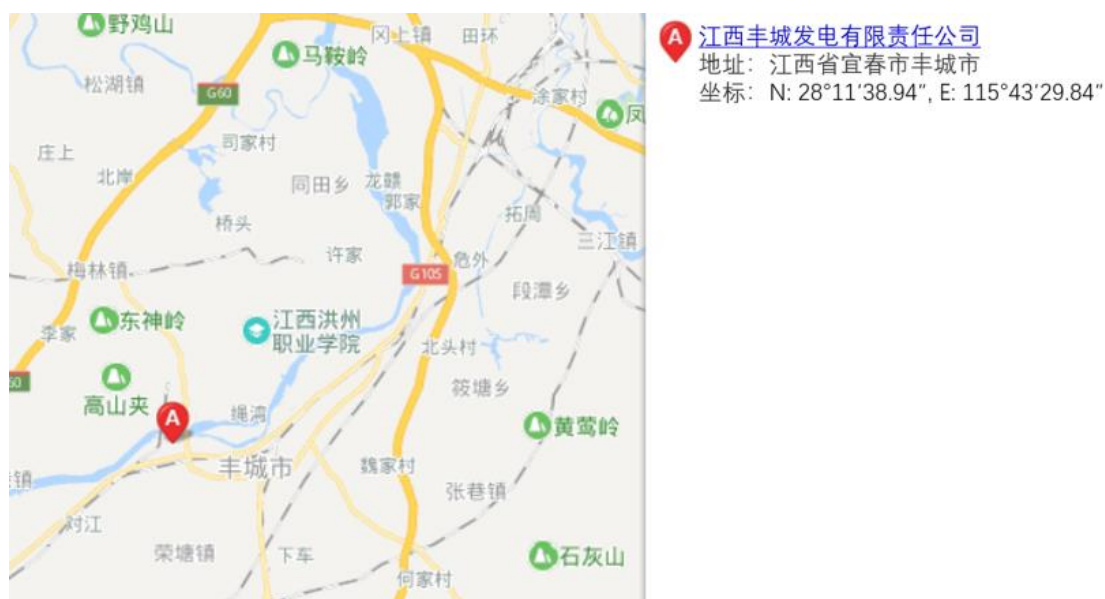 野鸡山
冈上镇
田环
马鞍岭
松湖镇
G60
涂家村
凤
司家村
庄上
北岸
同田乡
龙赣
郭家
桥头
拓周
三江镇
许家
危外
梅林镇
G105
段潭乡
东神岭
江西洪州
职业学院
李家
北头村
筱塘乡
60
高山夹
A
绳湾
黄莺岭
丰城市
魏家村
镇
张巷镇
对江
荣塘镇
下车
石灰山
何家村
A 江西丰城发电有限责任公司
地址：江西省宜春市丰城市
坐标：N: 28°11'38.94", E: 115°43'29.84"